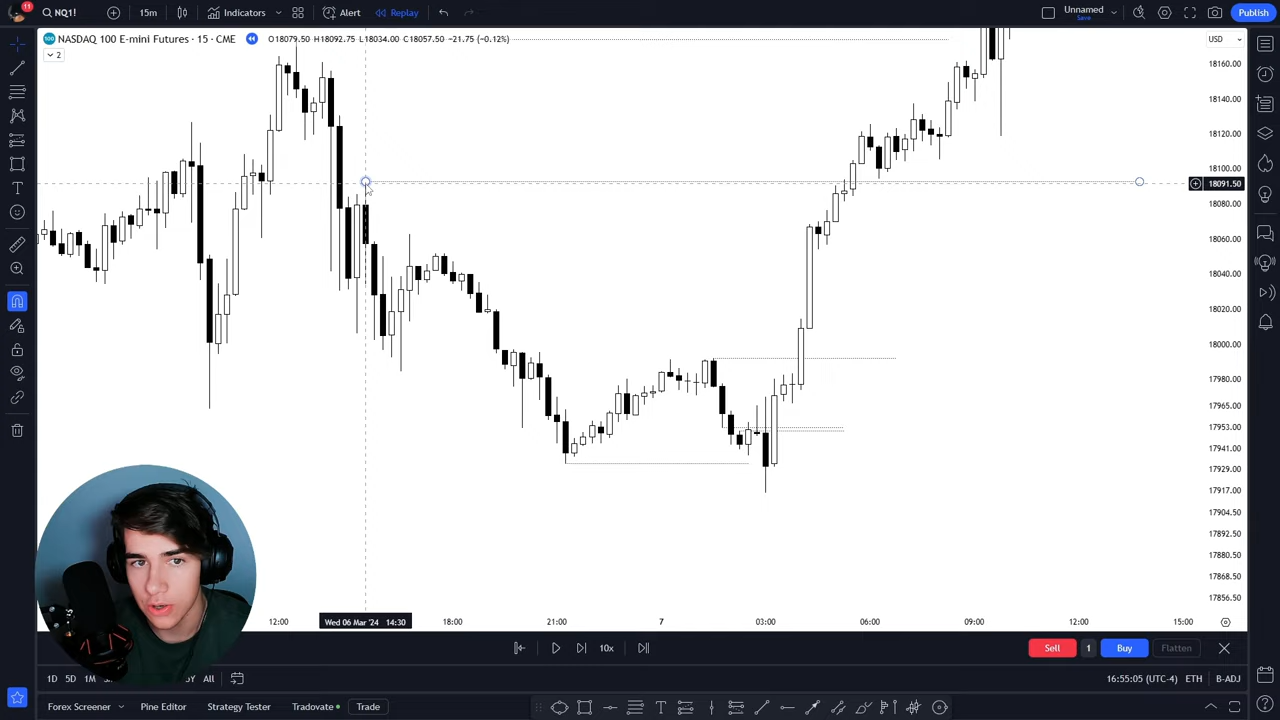 11
NQ1!
15m
Indicators
Alert
Replay
Unnamed
Save
Publish
100
NASDAQ 100 E-mini Futures · 15 · CME
O18079.50 H18092.75 L18034.00 C18057.50 −21.75 (−0.12%)
2
USD
18160.00
18140.00
18120.00
18100.00
18091.50
18080.00
18060.00
18040.00
18020.00
18000.00
17980.00
17965.00
17953.00
17941.00
17929.00
17917.00
17904.50
17892.50
17880.50
17868.50
17856.50
12:00
Wed 06 Mar '24 14:30
18:00
21:00
7
03:00
06:00
09:00
12:00
15:00
10x
Sell
1
Buy
Flatten
1D
5D
1M
All
16:55:05 (UTC-4)
ETH
B-ADJ
Forex Screener
Pine Editor
Strategy Tester
Tradovate
Trade